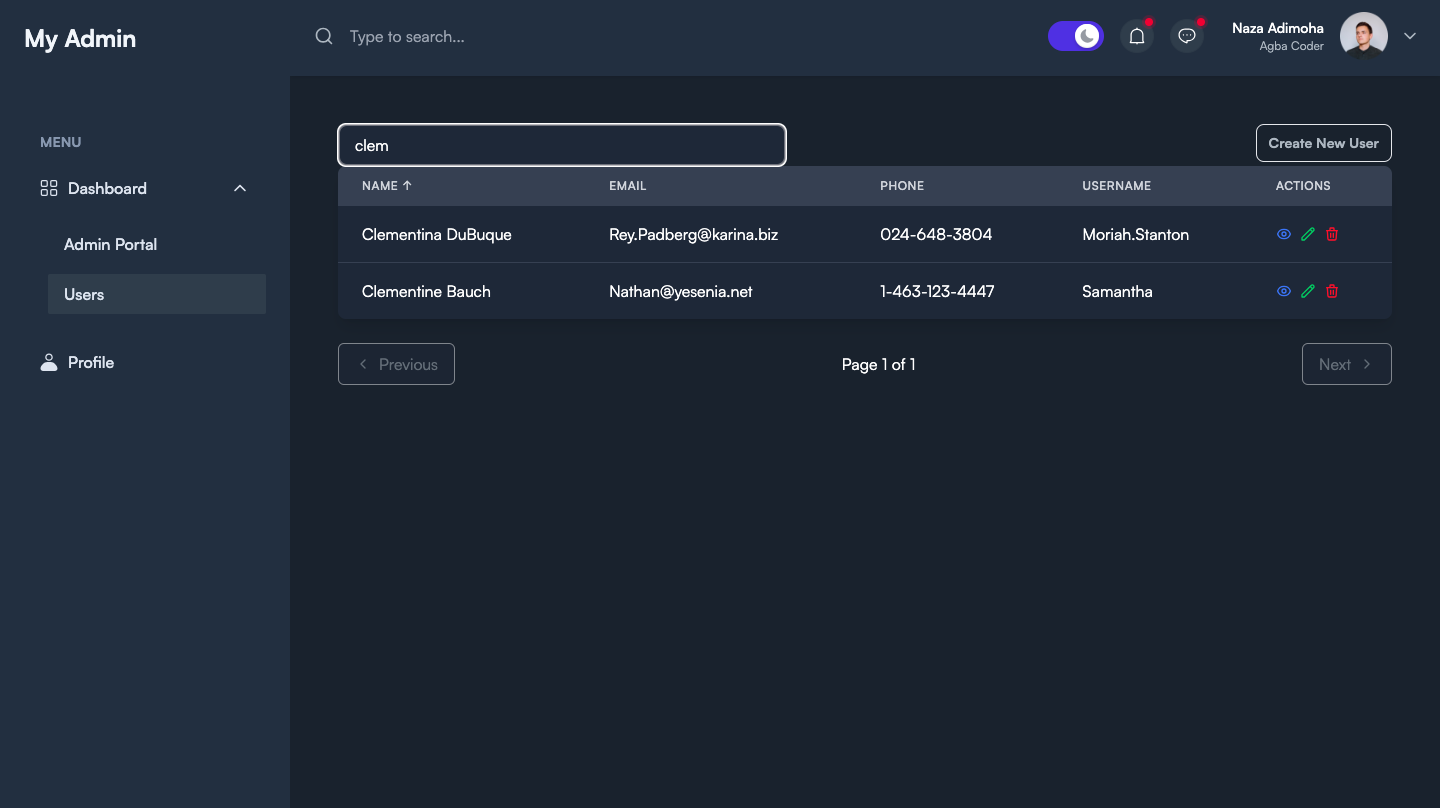 My Admin
Type to search...
Naza Adimoha
Agba Coder
MENU
Dashboard
Admin Portal
Users
Profile
clem
Create New User
NAME ↑ EMAIL PHONE USERNAME ACTIONS
Clementina DuBuque Rey.Padberg@karina.biz 024-648-3804 Moriah.Stanton
Clementine Bauch Nathan@yesenia.net 1-463-123-4447 Samantha
Previous Page 1 of 1 Next